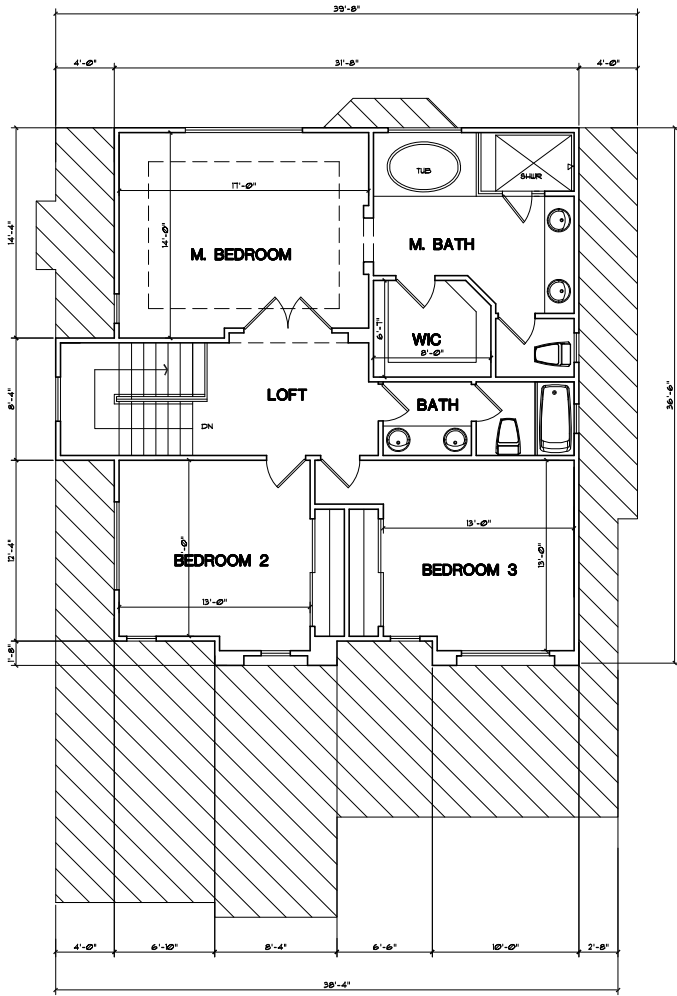 39'-8"
4'-0" 31'-8" 4'-0"
TUB
SHWR
17'-0"
14'-4"
14'-0"
M. BEDROOM
M. BATH
6'-7"
WIC
8'-0"
36'-6"
8'-4"
LOFT
BATH
DN
13'-0"
12'-4"
BEDROOM 2
13'-0"
BEDROOM 3
13'-0"
1'-8"
4'-0" 6'-10" 8'-4" 6'-6" 10'-0" 2'-8"
38'-4"